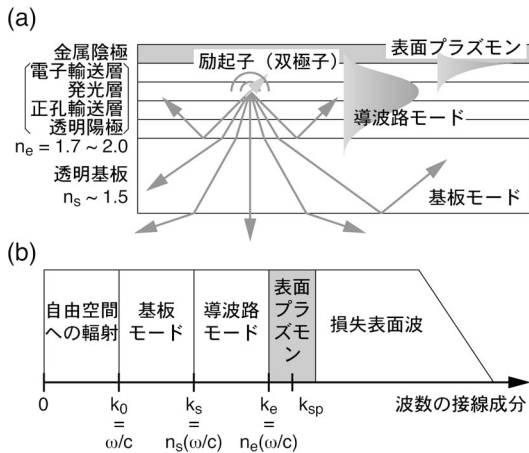 (a)
金属陰極
電子輸送層
発光層
正孔輸送層
透明陽極
nₑ = 1.7 ~ 2.0
透明基板
nₛ ~ 1.5
励起子（双極子）
表面プラズモン
導波路モード
基板モード
(b)
自由空間
への輻射
基板
モード
導波路
モード
表面
プラ
ズモ
ン
損失表面波
0
k₀
=
ω/c
kₛ
=
nₛ(ω/c)
kₑ
=
nₑ(ω/c)
kₛₚ
波数の接線成分